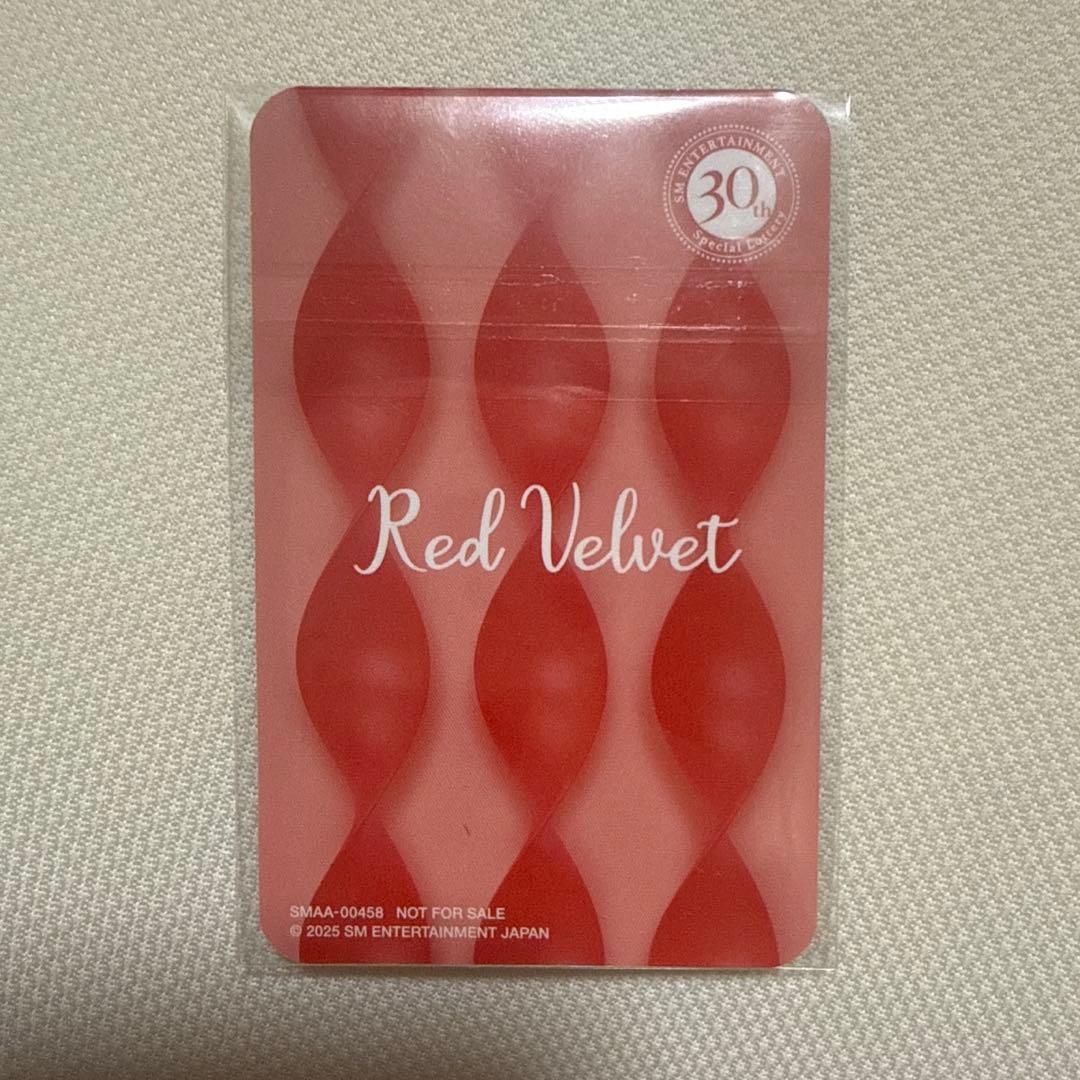 SM ENTERTAINMENT
30th
Special Lottery
Red Velvet
SMAA-00458 NOT FOR SALE
© 2025 SM ENTERTAINMENT JAPAN